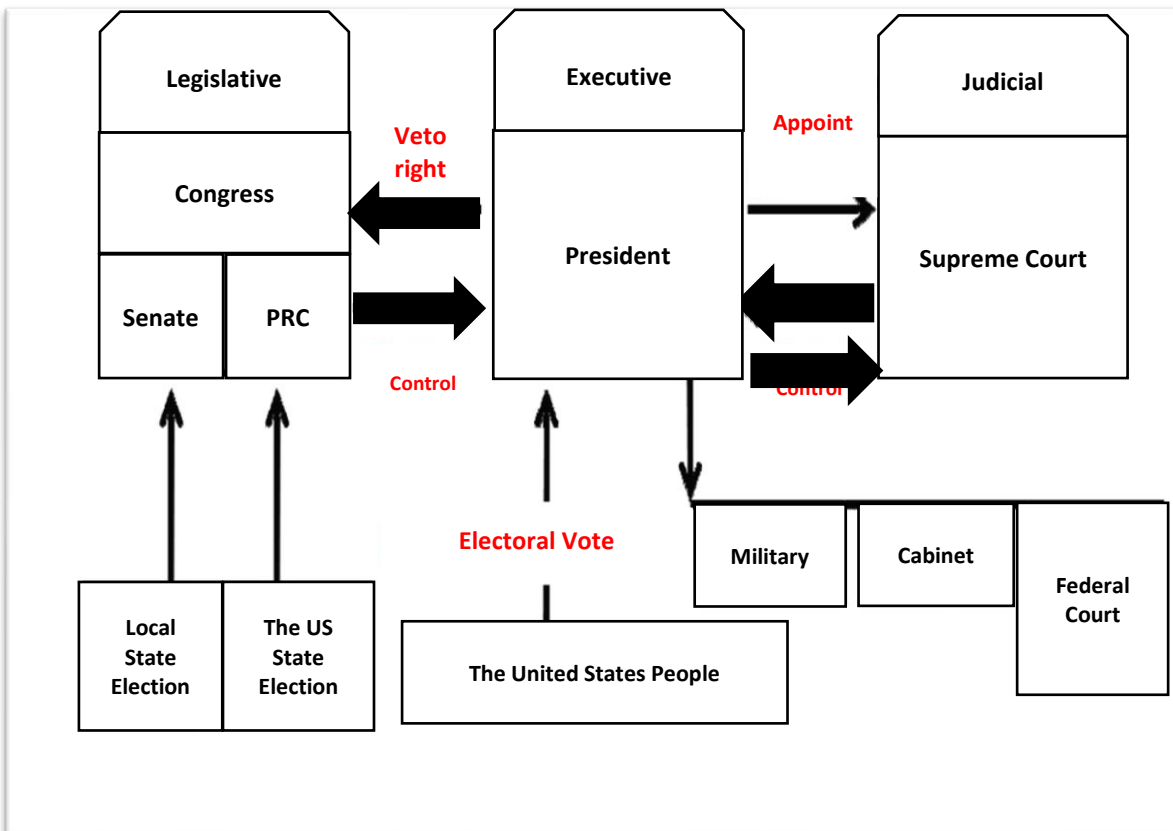 Legislative
Executive
Judicial
Veto
right
Appoint
Congress
President
Supreme Court
Senate
PRC
Control
Control
Electoral Vote
Military
Cabinet
Federal
Court
Local
State
Election
The US
State
Election
The United States People